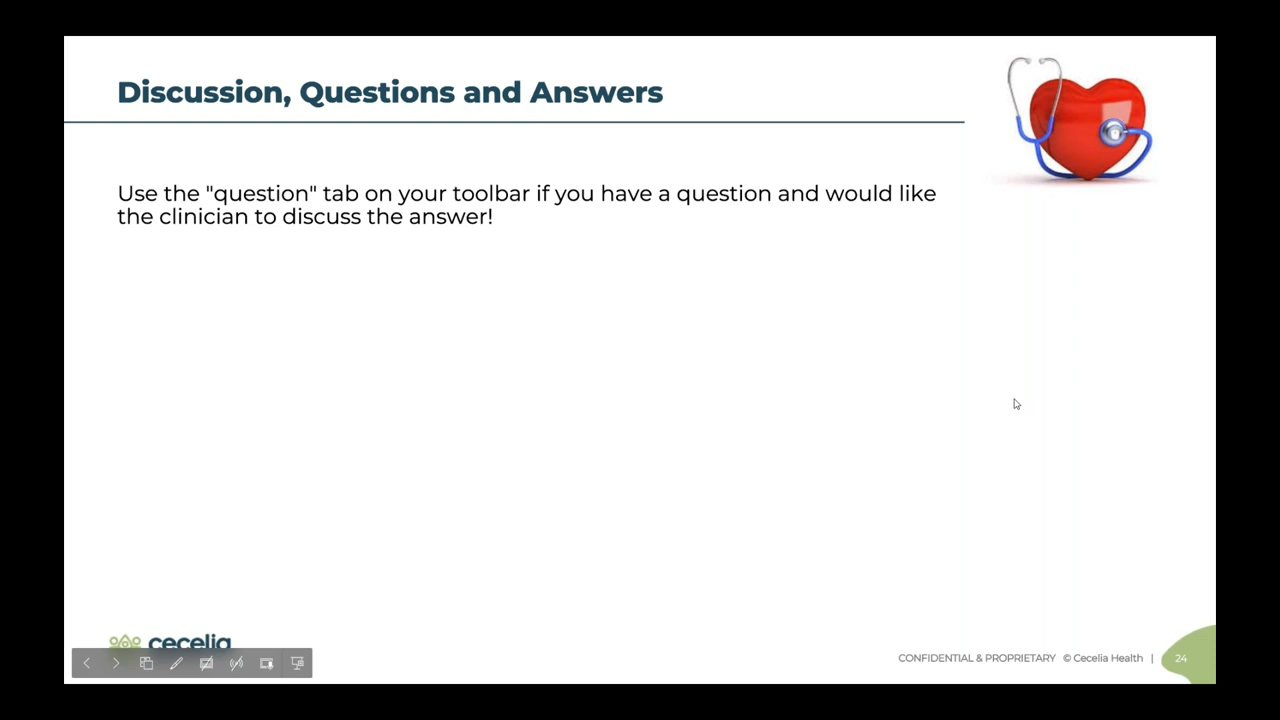 Discussion, Questions and Answers
Use the "question" tab on your toolbar if you have a question and would like
the clinician to discuss the answer!
cecelia
CONFIDENTIAL & PROPRIETARY © Cecelia Health | 24